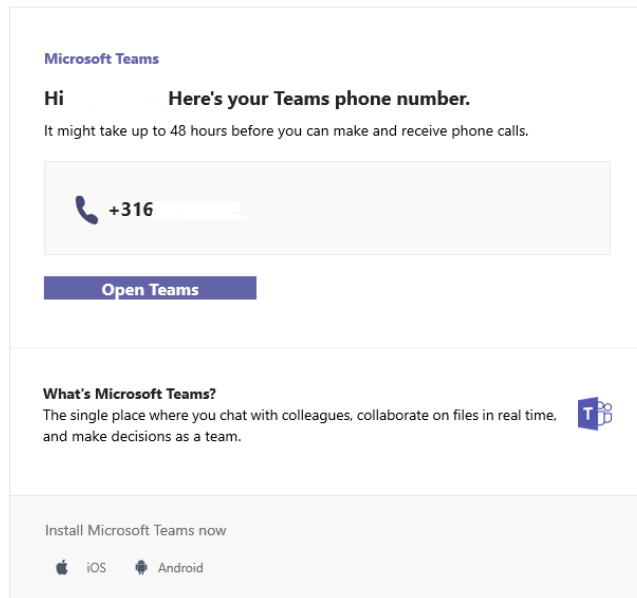 Microsoft Teams
Hi Here's your Teams phone number.
It might take up to 48 hours before you can make and receive phone calls.
+316
Open Teams
What's Microsoft Teams?
The single place where you chat with colleagues, collaborate on files in real time,
and make decisions as a team.
T
Install Microsoft Teams now
iOS
Android